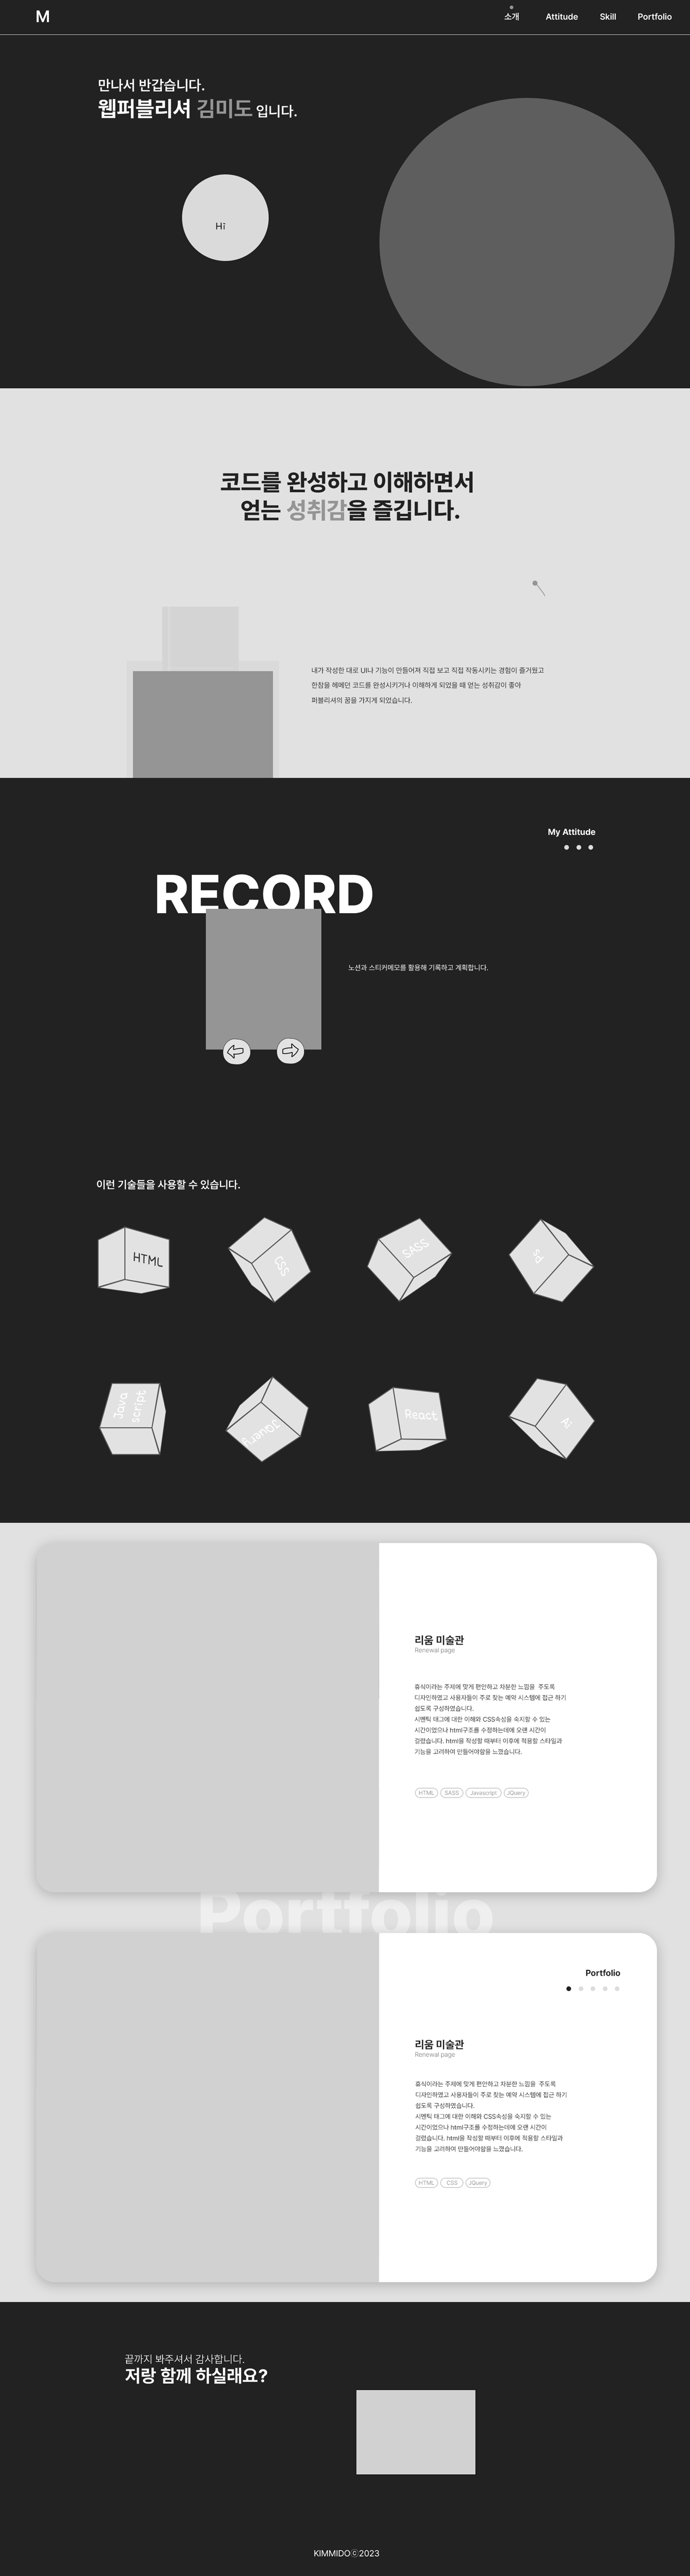 M
소개 Attitude Skill Portfolio
만나서 반갑습니다.
웹퍼블리셔 김미도 입니다.
Hi
코드를 완성하고 이해하면서
얻는 성취감을 즐깁니다.
내가 작성한 대로 UI나 기능이 만들어져 직접 보고 직접 작동시키는 경험이 즐거웠고
한참을 헤메던 코드를 완성시키거나 이해하게 되었을 때 얻는 성취감이 좋아
퍼블리셔의 꿈을 가지게 되었습니다.
My Attitude
RECORD
노션과 스티커메모를 활용해 기록하고 계획합니다.
이런 기술들을 사용할 수 있습니다.
HTML
CSS
SASS
Ps
Java
script
JQuery
React
Ai
리움 미술관
Renewal page
휴식이라는 주제에 맞게 편안하고 차분한 느낌을 주도록
디자인하였고 사용자들이 주로 찾는 예약 시스템에 접근 하기
쉽도록 구성하였습니다.
시멘틱 태그에 대한 이해와 CSS속성을 숙지할 수 있는
시간이었으나 html구조를 수정하는데에 오랜 시간이
걸렸습니다. html을 작성할 때부터 이후에 적용할 스타일과
기능을 고려하여 만들어야함을 느꼈습니다.
HTML SASS Javascript JQuery
Portfolio
Portfolio
리움 미술관
Renewal page
휴식이라는 주제에 맞게 편안하고 차분한 느낌을 주도록
디자인하였고 사용자들이 주로 찾는 예약 시스템에 접근 하기
쉽도록 구성하였습니다.
시멘틱 태그에 대한 이해와 CSS속성을 숙지할 수 있는
시간이었으나 html구조를 수정하는데에 오랜 시간이
걸렸습니다. html을 작성할 때부터 이후에 적용할 스타일과
기능을 고려하여 만들어야함을 느꼈습니다.
HTML CSS JQuery
끝까지 봐주셔서 감사합니다.
저랑 함께 하실래요?
KIMMIDOⓒ2023